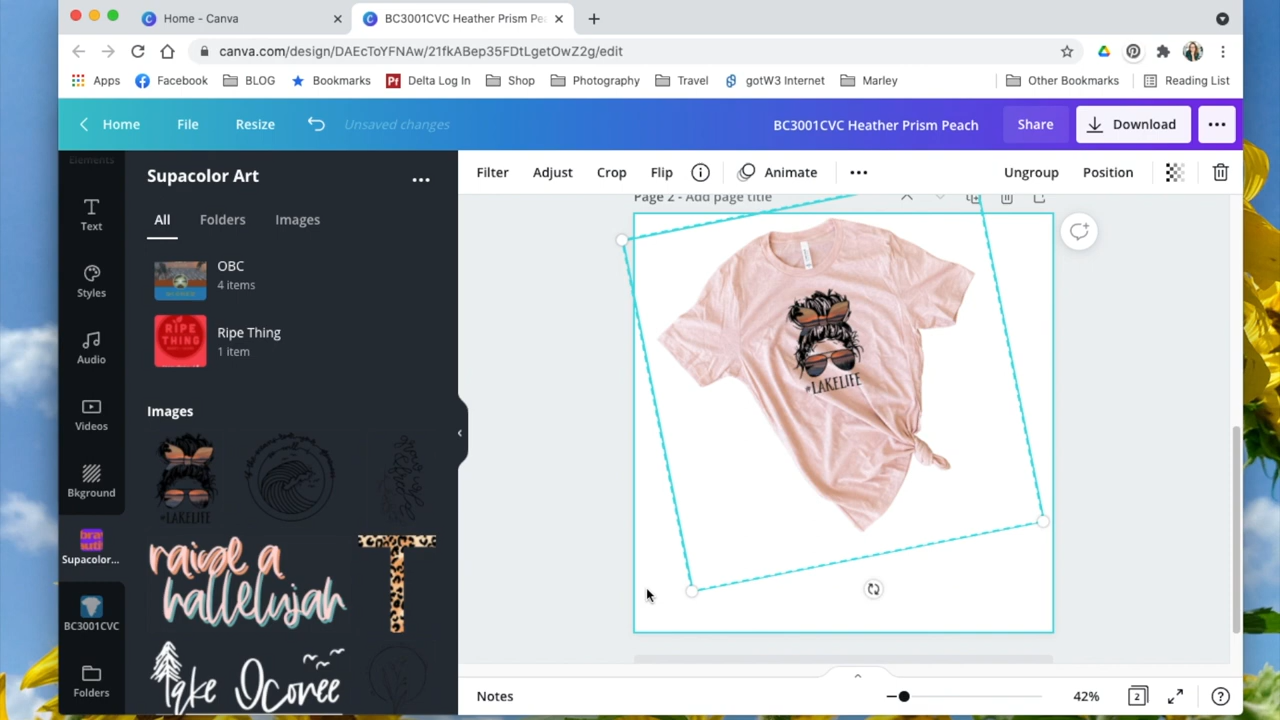 Home - Canva
BC3001CVC Heather Prism Pe
canva.com/design/DAEcToYFNAw/21fkABep35FDtLgetOwZ2g/edit
Apps Facebook BLOG Bookmarks Delta Log In Shop Photography Travel gotW3 Internet Marley Other Bookmarks Reading List
Home File Resize Unsaved changes BC3001CVC Heather Prism Peach Share Download
Elements
Supacolor Art
Filter Adjust Crop Flip Animate Ungroup Position
Page 2 - Add page title
Text
All Folders Images
OBC
4 items
Styles
Ripe Thing
1 item
RIPE
THING
Audio
Images
Videos
#LAKELIFE
#LAKELIFE
Bkground
Supacolor...
raise a
hallelujah
T
BC3001CVC
Lake Oconee
Folders
Notes
42%
2